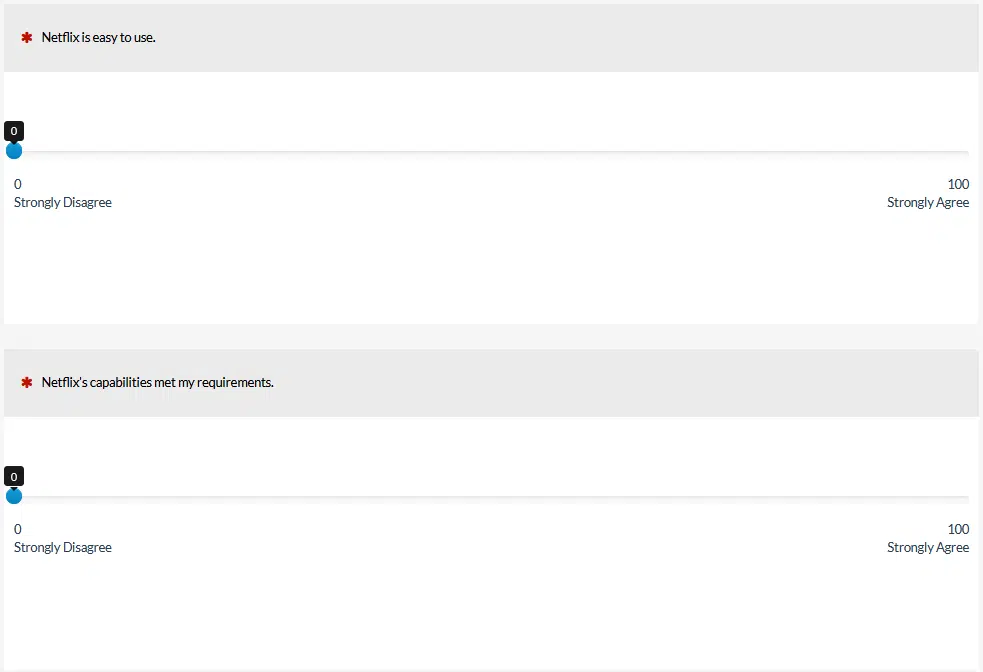 ✱ Netflix is easy to use.
0
0 100
Strongly Disagree Strongly Agree
✱ Netflix's capabilities met my requirements.
0
0 100
Strongly Disagree Strongly Agree